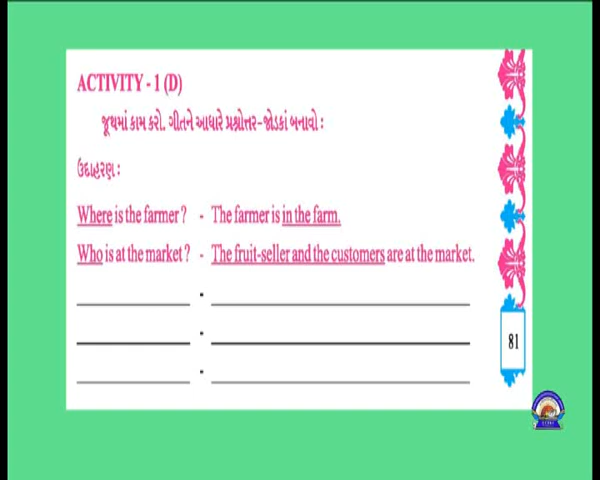 ACTIVITY - 1 (D)
જૂથમાં કામ કરો. ગીતને આધારે પ્રશ્નોત્તર-જોડકાં બનાવો :
ઉદાહરણ :
Where is the farmer ? - The farmer is in the farm.
Who is at the market ? - The fruit-seller and the customers are at the market.
-
-
-
81